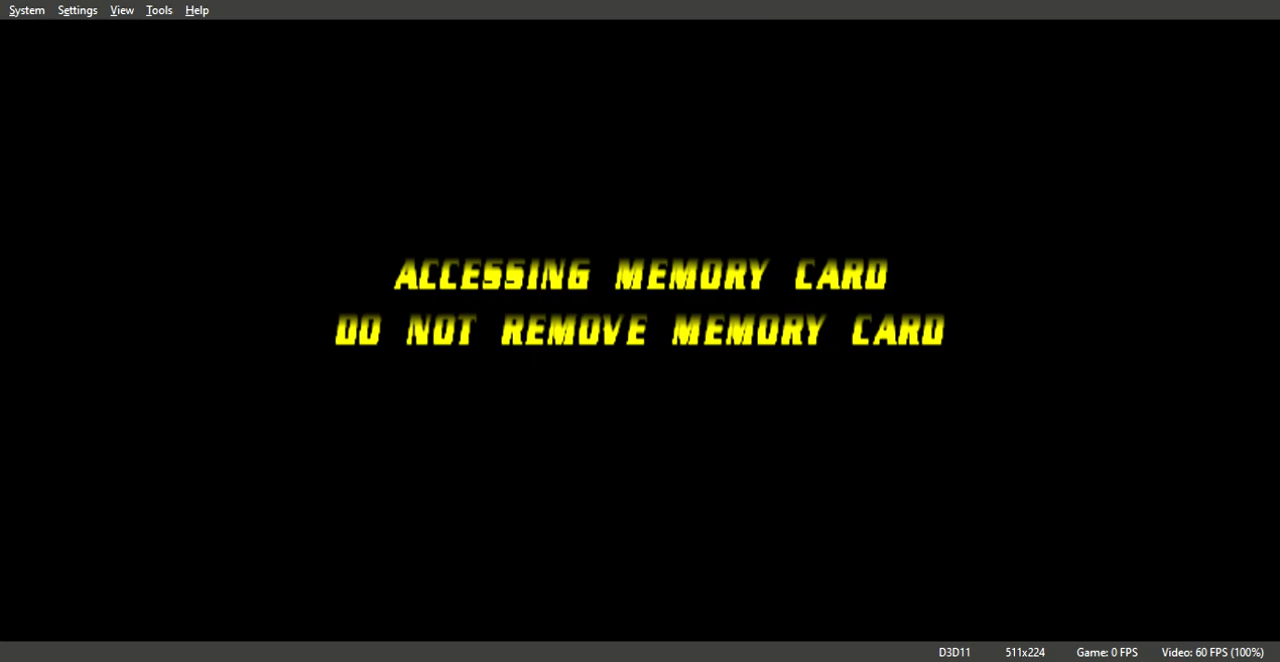 System Settings View Tools Help
ACCESSING MEMORY CARD
DO NOT REMOVE MEMORY CARD
D3D11 511x224 Game: 0 FPS Video: 60 FPS (100%)